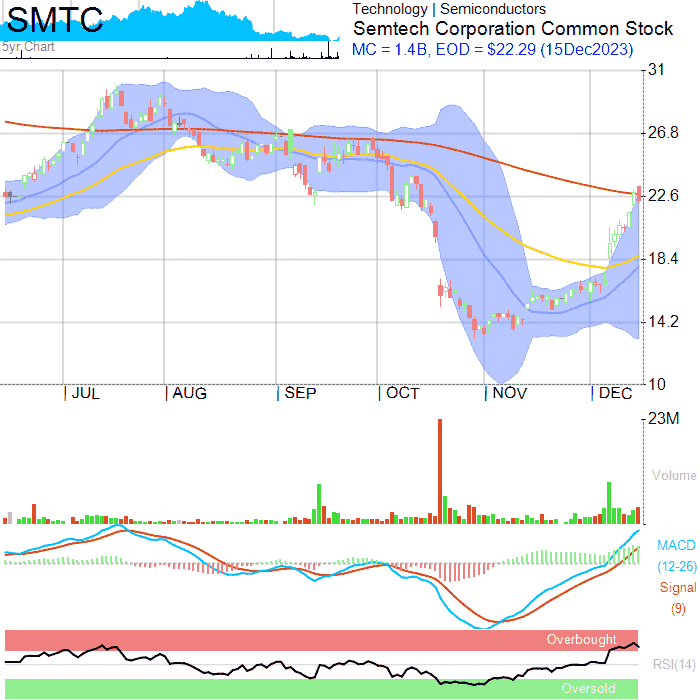 SMTC
5yr Chart
Technology | Semiconductors
Semtech Corporation Common Stock
MC = 1.4B, EOD = $22.29 (15Dec2023)
31
26.8
22.6
18.4
14.2
10
| JUL | AUG | SEP | OCT | NOV | DEC
23M
Volume
MACD
(12-26)
Signal
(9)
Overbought
RSI(14)
Oversold